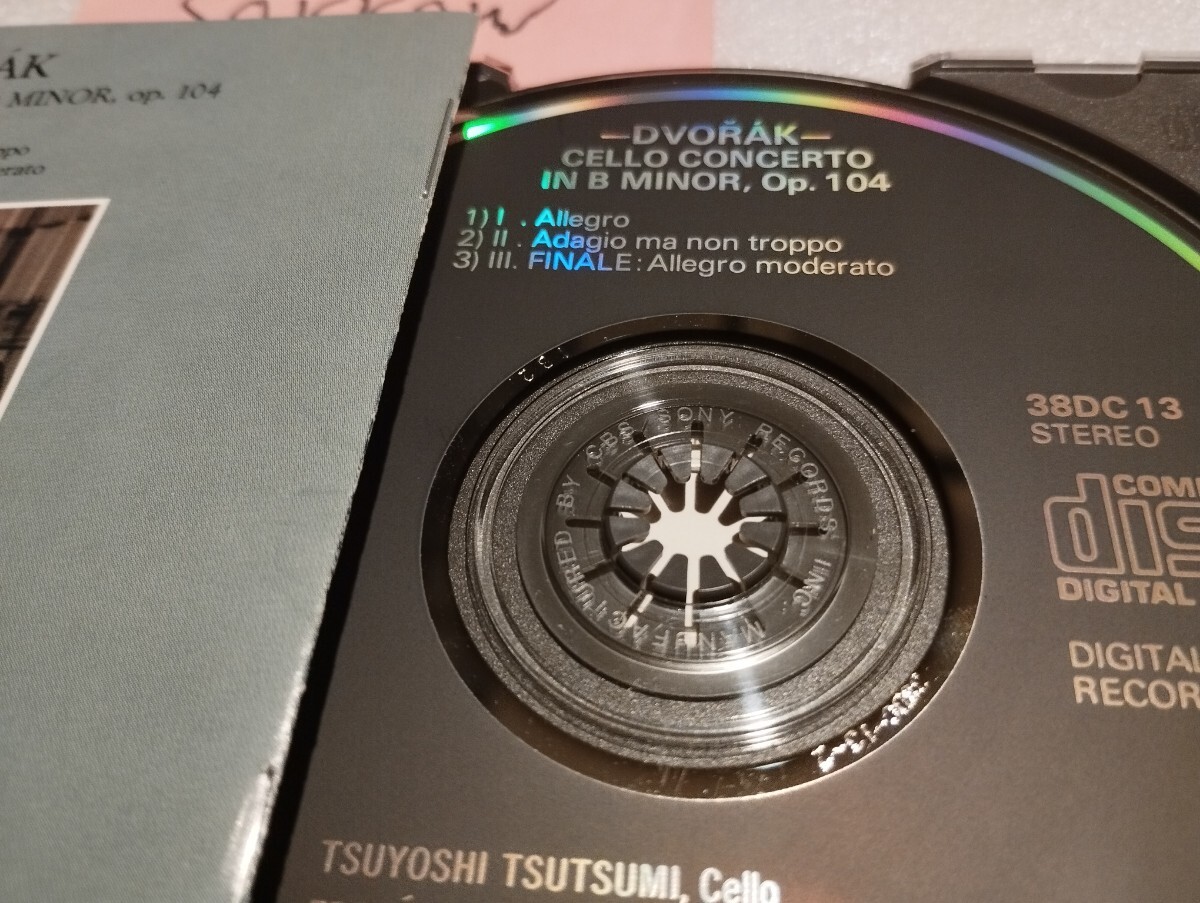 ÁK
MINOR, op. 104
—DVOŘÁK—
CELLO CONCERTO
IN B MINOR, Op. 104
1) I . Allegro
2) II . Adagio ma non troppo
3) III. FINALE: Allegro moderato
38DC 13
STEREO
DIGITAL
DIGITAL
RECOR
MANUFACTURED BY CBS/SONY RECORDS INC.
TSUYOSHI TSUTSUMI, Cello